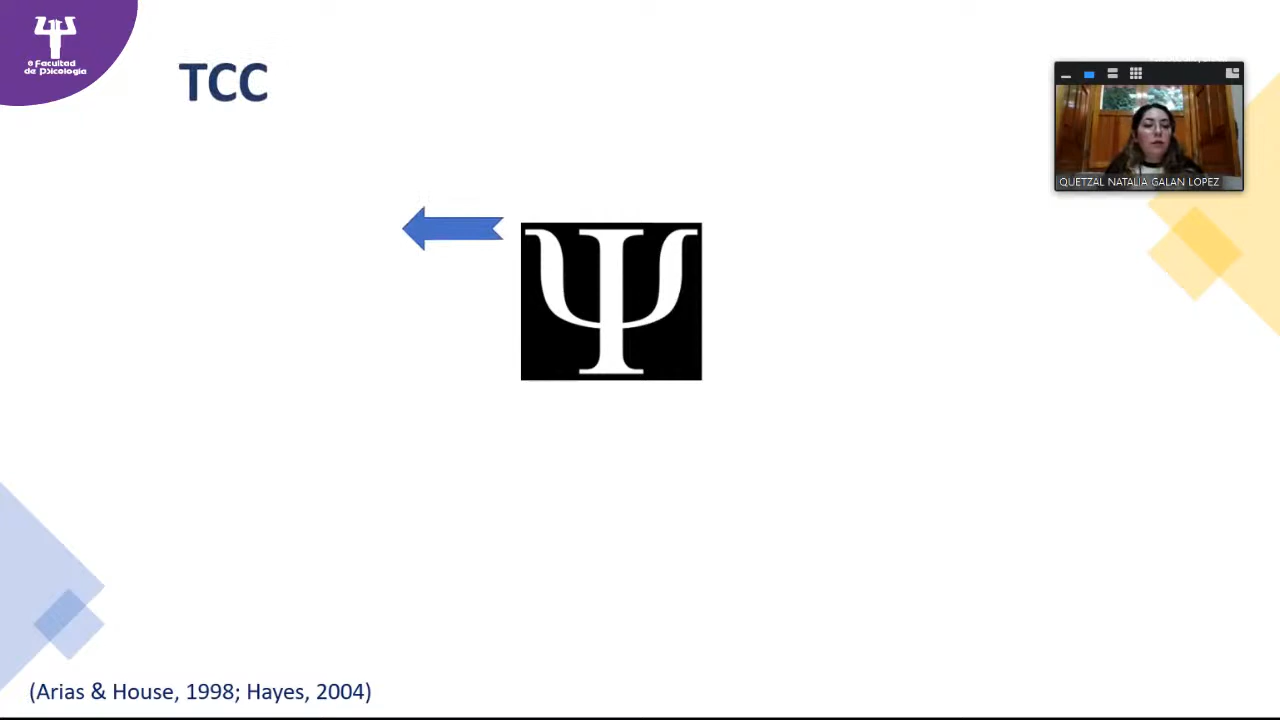 Facultad
de Psicología
TCC
QUETZAL NATALIA GALAN LOPEZ
Ψ
(Arias & House, 1998; Hayes, 2004)